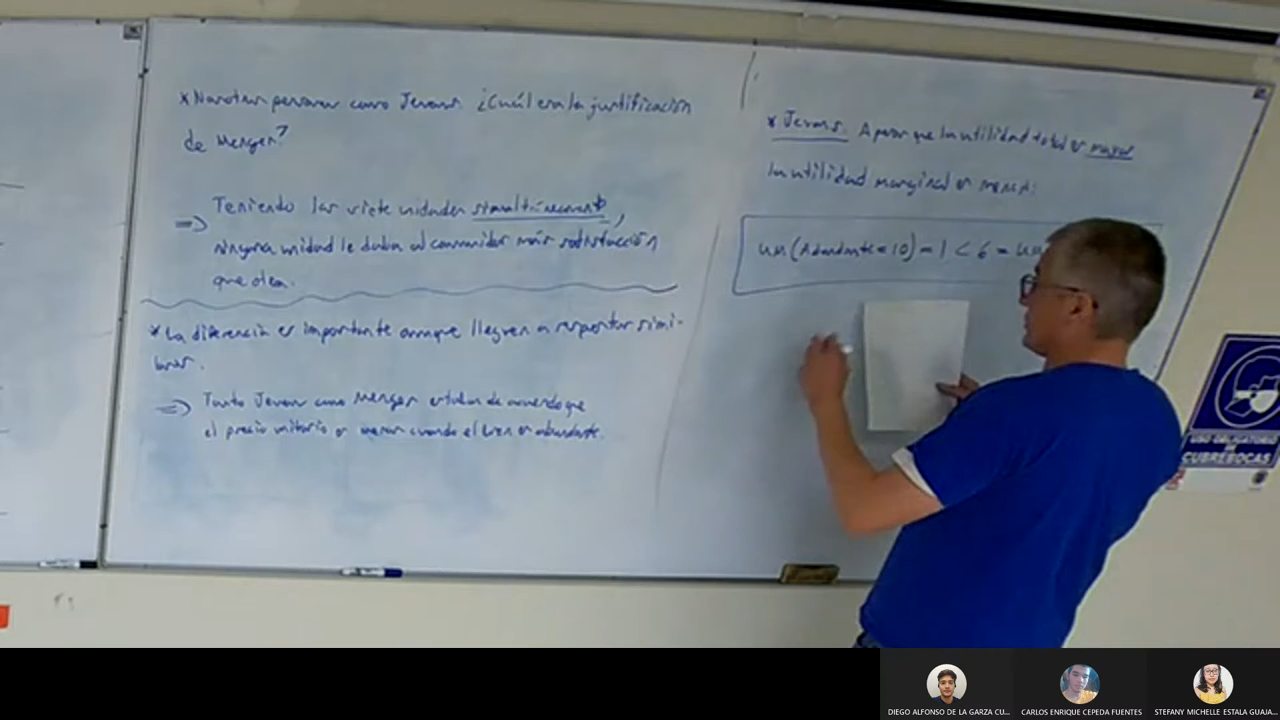 * Nosotros pensamos como Jevons. ¿Cuál era la justificación
de Menger?
=> Teniendo las siete unidades simultáneamente,
ninguna unidad le daba al consumidor más satisfacción
que otra.
* La diferencia es importante aunque lleguen a respuestas simi-
lares.
=> Tanto Jevons como Menger estaban de acuerdo que
el precio unitario es menor cuando el bien es abundante.
* Jevons. A pesar que la utilidad total es mayor
la utilidad marginal es menor:
UM(Abundante = 10) = 1 < 6 = UM
USO OBLIGATORIO
DE
CUBREBOCAS
DIEGO ALFONSO DE LA GARZA CU...
CARLOS ENRIQUE CEPEDA FUENTES
STEFANY MICHELLE ESTALA GUAJA...